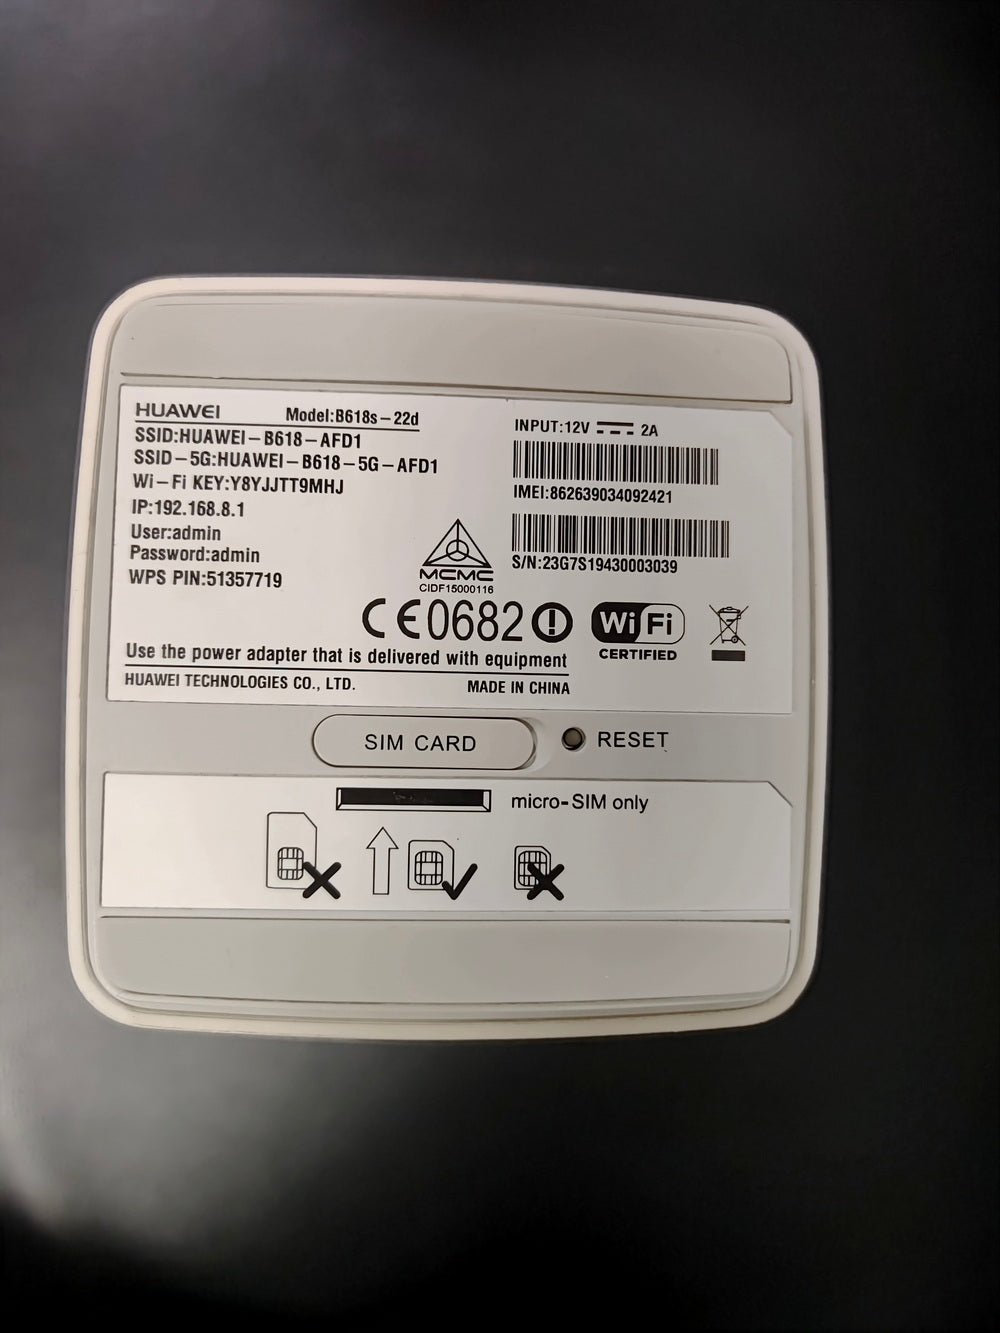 HUAWEI Model:B618s-22d
SSID:HUAWEI-B618-AFD1
SSID-5G:HUAWEI-B618-5G-AFD1
Wi-Fi KEY:Y8YJJTT9MHJ
IP:192.168.8.1
User:admin
Password:admin
WPS PIN:51357719
INPUT:12V 2A
IMEI:862639034092421
S/N:23G7S19430003039
MCMC
CIDF15000116
CE0682
Wi Fi
CERTIFIED
Use the power adapter that is delivered with equipment
HUAWEI TECHNOLOGIES CO., LTD. MADE IN CHINA
SIM CARD RESET
micro-SIM only